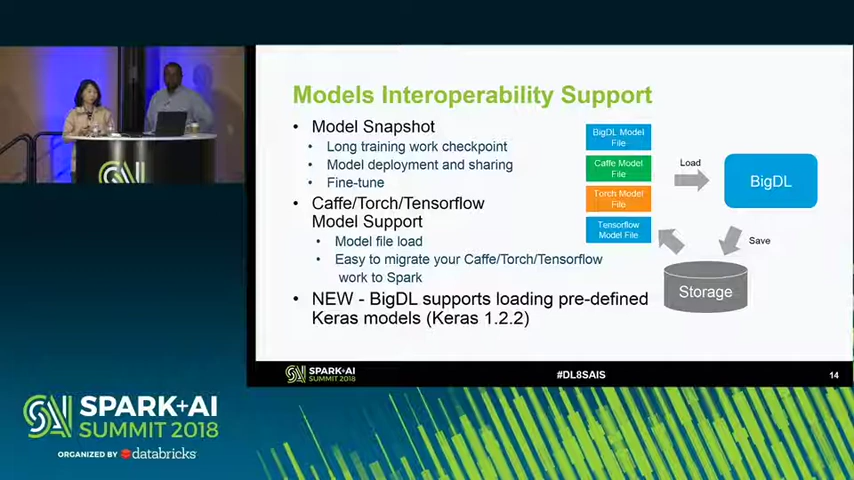 Models Interoperability Support
• Model Snapshot
• Long training work checkpoint
• Model deployment and sharing
• Fine-tune
• Caffe/Torch/Tensorflow
Model Support
• Model file load
• Easy to migrate your Caffe/Torch/Tensorflow
work to Spark
• NEW - BigDL supports loading pre-defined
Keras models (Keras 1.2.2)
BigDL Model
File
Caffe Model
File
Torch Model
File
Tensorflow
Model File
Load
BigDL
Save
Storage
SPARK+AI
SUMMIT 2018
#DL8SAIS
14
SPARK+AI
SUMMIT 2018
ORGANIZED BY databricks